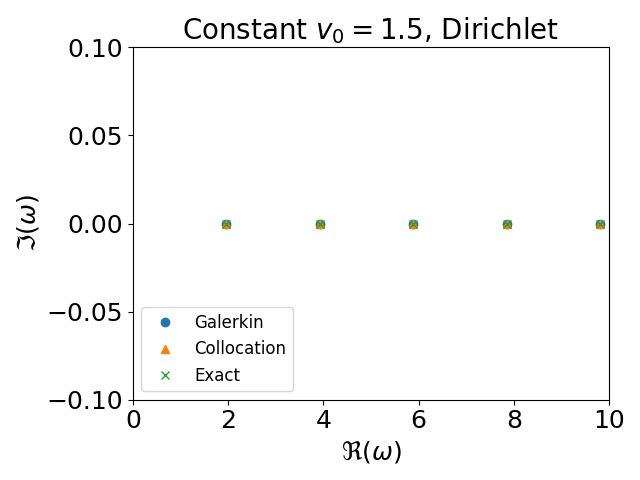 Constant $v_0 = 1.5$, Dirichlet
0.10
0.05
0.00
−0.05
−0.10
ℑ(ω)
Galerkin
Collocation
Exact
0 2 4 6 8 10
ℜ(ω)